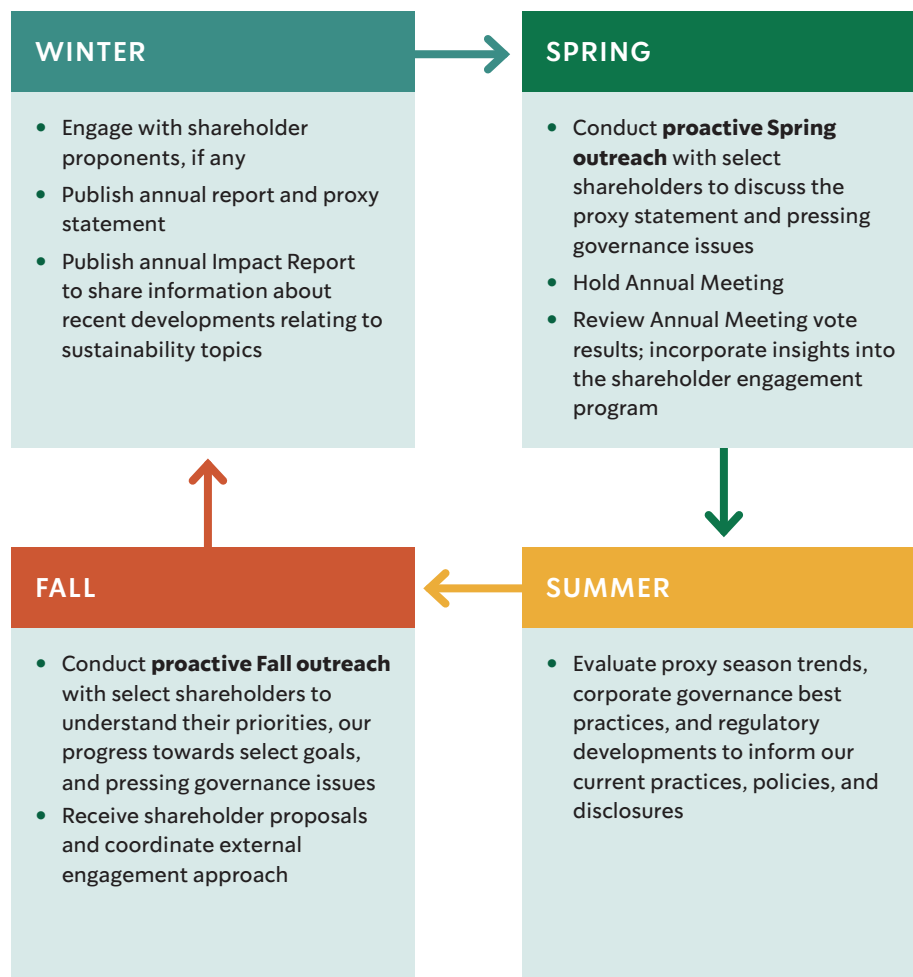 WINTER
• Engage with shareholder
proponents, if any
• Publish annual report and proxy
statement
• Publish annual Impact Report
to share information about
recent developments relating to
sustainability topics
SPRING
• Conduct proactive Spring
outreach with select
shareholders to discuss the
proxy statement and pressing
governance issues
• Hold Annual Meeting
• Review Annual Meeting vote
results; incorporate insights into
the shareholder engagement
program
SUMMER
• Evaluate proxy season trends,
corporate governance best
practices, and regulatory
developments to inform our
current practices, policies, and
disclosures
FALL
• Conduct proactive Fall outreach
with select shareholders to
understand their priorities, our
progress towards select goals,
and pressing governance issues
• Receive shareholder proposals
and coordinate external
engagement approach